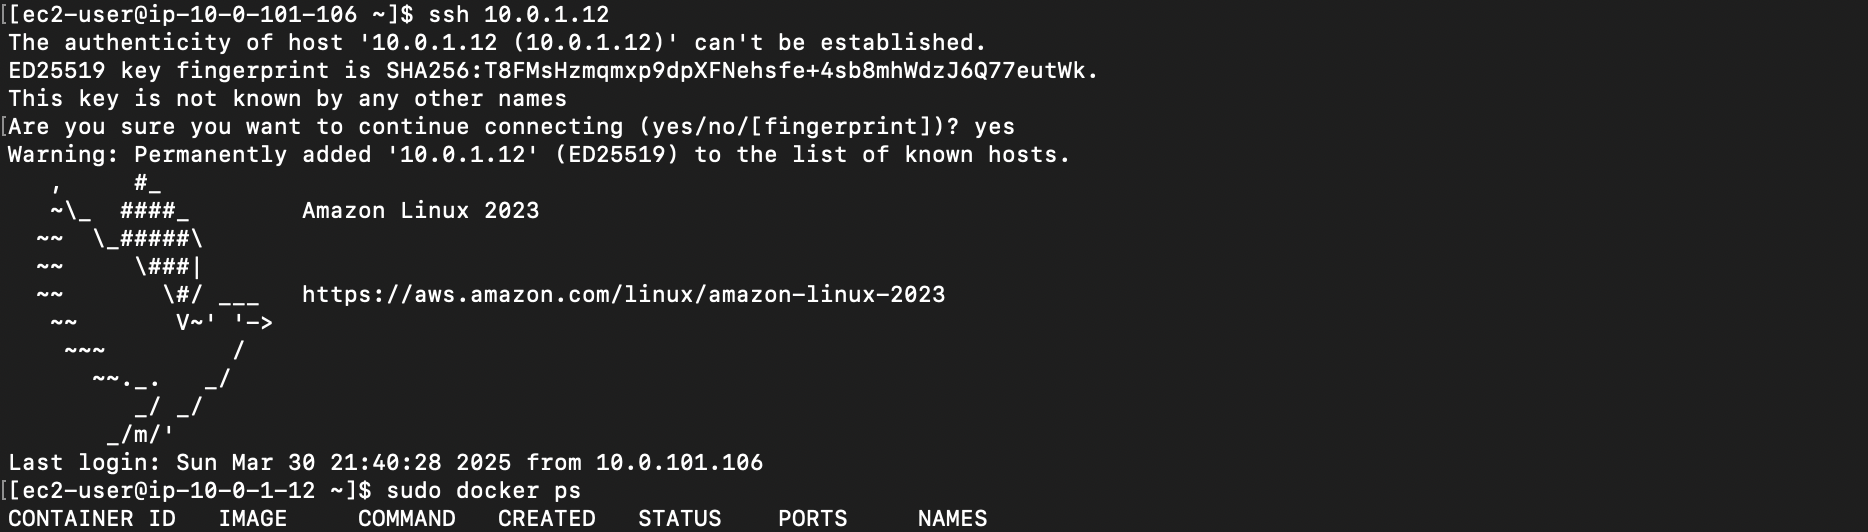 [[ec2-user@ip-10-0-101-106 ~]$ ssh 10.0.1.12
The authenticity of host '10.0.1.12 (10.0.1.12)' can't be established.
ED25519 key fingerprint is SHA256:T8FMsHzmqmxp9dpXFNehsfe+4sb8mhWdzJ6Q77eutWk.
This key is not known by any other names
[Are you sure you want to continue connecting (yes/no/[fingerprint])? yes
Warning: Permanently added '10.0.1.12' (ED25519) to the list of known hosts.
   ,     #_
   ~\_  ####_        Amazon Linux 2023
  ~~  \_#####\
  ~~     \###|
  ~~       \#/ ___   https://aws.amazon.com/linux/amazon-linux-2023
   ~~       V~' '->
    ~~~         /
      ~~._.   _/
         _/ _/
       _/m/'
Last login: Sun Mar 30 21:40:28 2025 from 10.0.101.106
[[ec2-user@ip-10-0-1-12 ~]$ sudo docker ps
CONTAINER ID   IMAGE     COMMAND   CREATED   STATUS    PORTS     NAMES